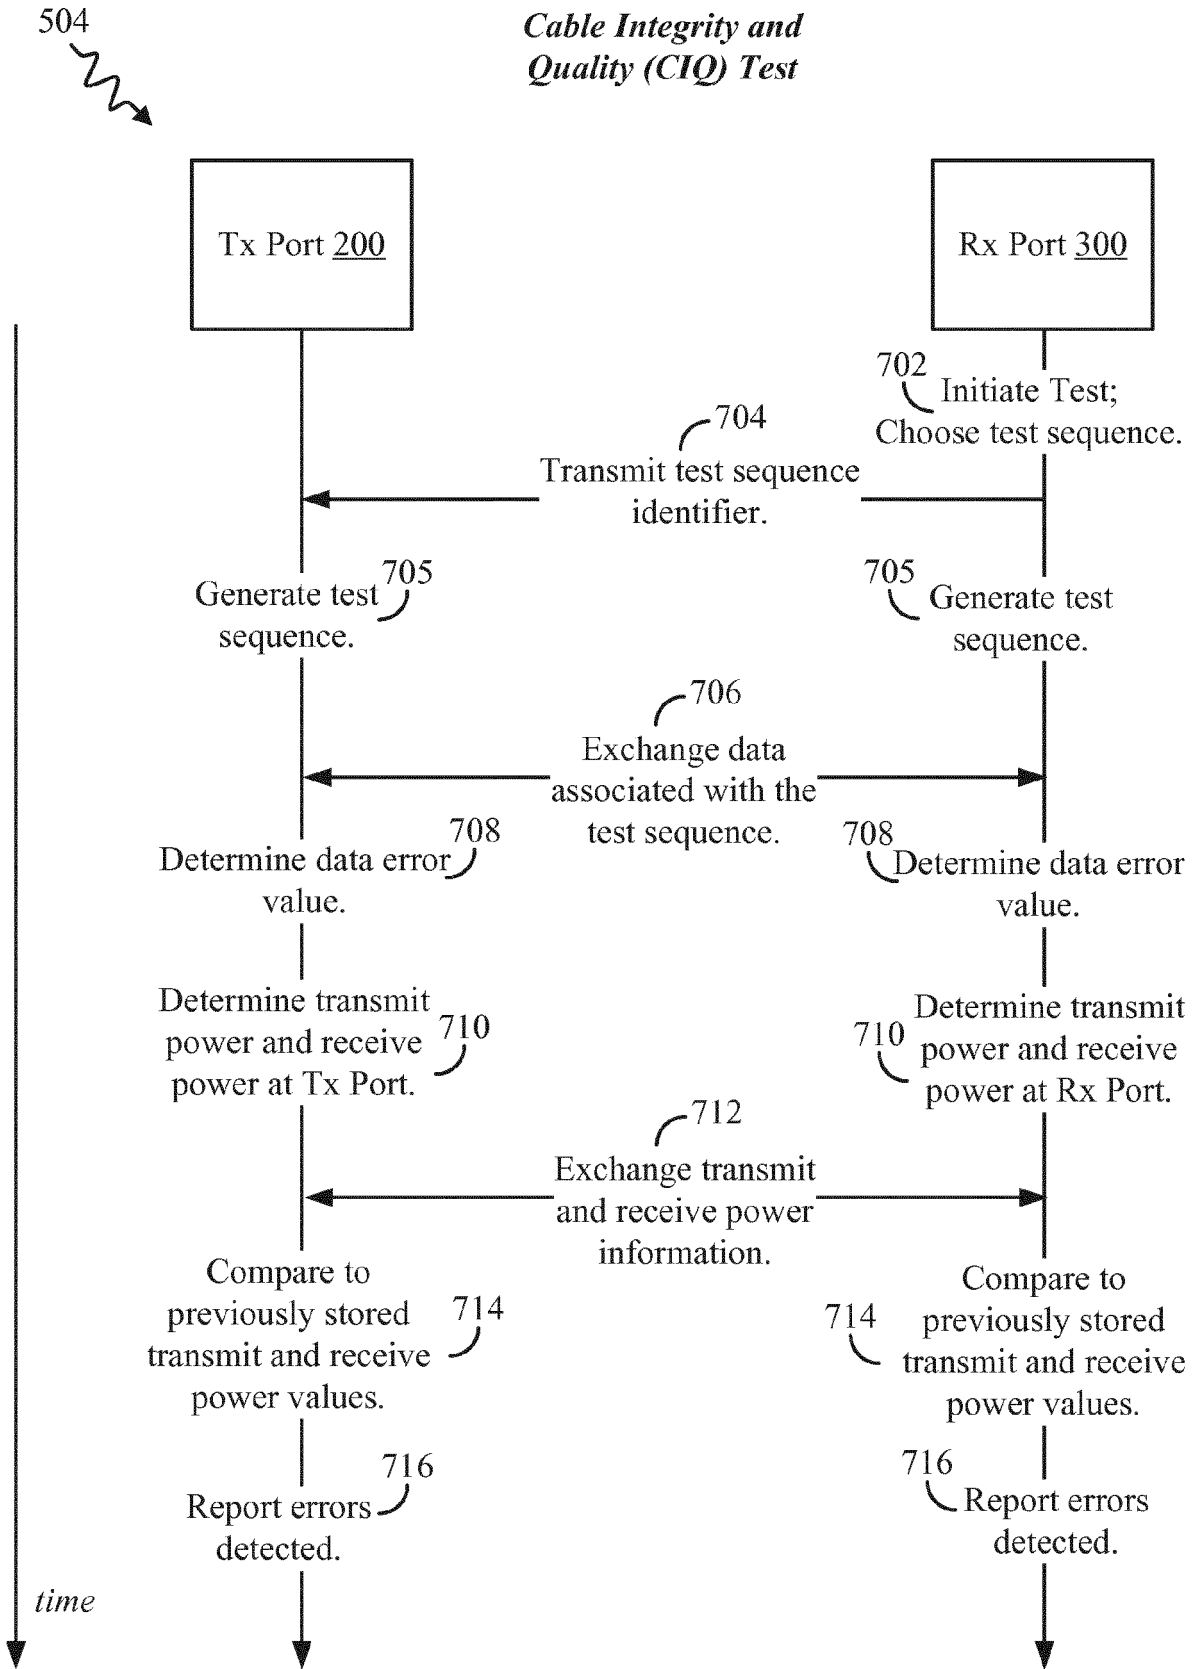 504
Cable Integrity and
Quality (CIQ) Test
Tx Port 200
Rx Port 300
702
Initiate Test;
Choose test sequence.
704
Transmit test sequence
identifier.
705
Generate test
sequence.
705
Generate test
sequence.
706
Exchange data
associated with the
test sequence.
708
Determine data error
value.
708
Determine data error
value.
Determine transmit
power and receive
power at Tx Port.
710
710
Determine transmit
power and receive
power at Rx Port.
712
Exchange transmit
and receive power
information.
Compare to
previously stored
transmit and receive
power values.
714
714
Compare to
previously stored
transmit and receive
power values.
716
Report errors
detected.
716
Report errors
detected.
time